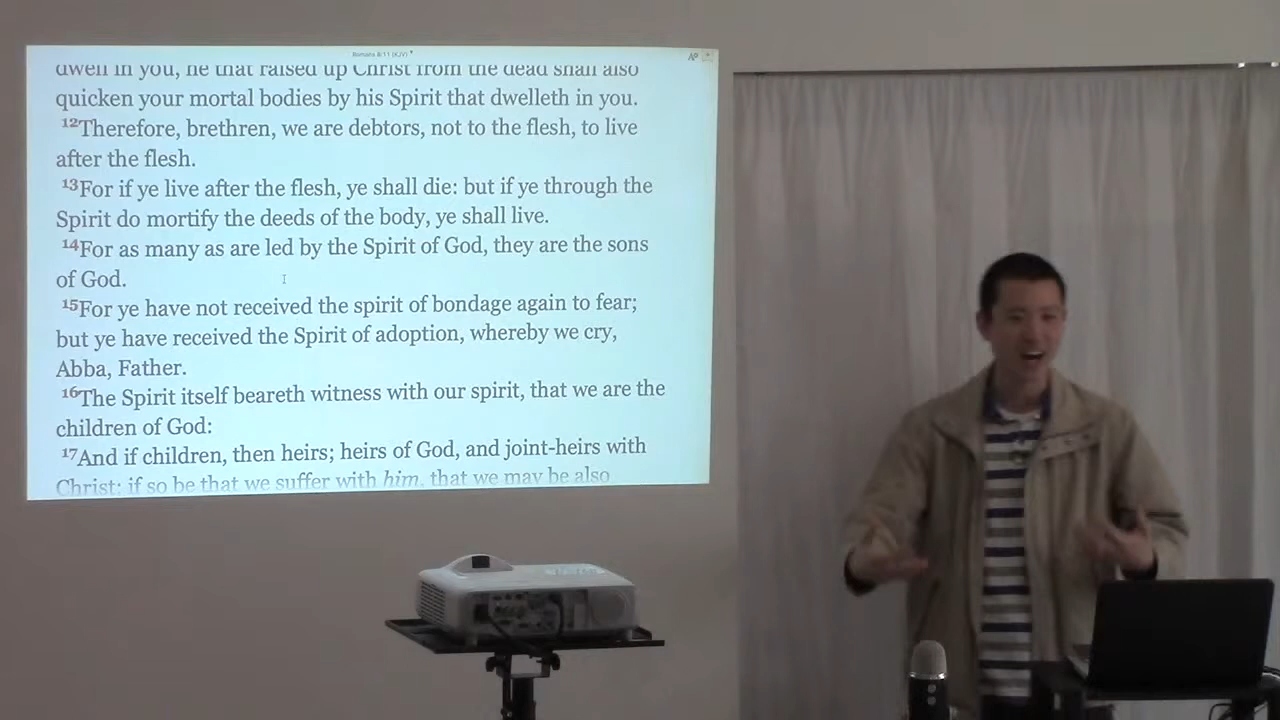 Romans 8:11 (KJV)
dwell in you, he that raised up Christ from the dead shall also
quicken your mortal bodies by his Spirit that dwelleth in you.
12Therefore, brethren, we are debtors, not to the flesh, to live
after the flesh.
13For if ye live after the flesh, ye shall die: but if ye through the
Spirit do mortify the deeds of the body, ye shall live.
14For as many as are led by the Spirit of God, they are the sons
of God.
15For ye have not received the spirit of bondage again to fear;
but ye have received the Spirit of adoption, whereby we cry,
Abba, Father.
16The Spirit itself beareth witness with our spirit, that we are the
children of God:
17And if children, then heirs; heirs of God, and joint-heirs with
Christ; if so be that we suffer with him, that we may be also